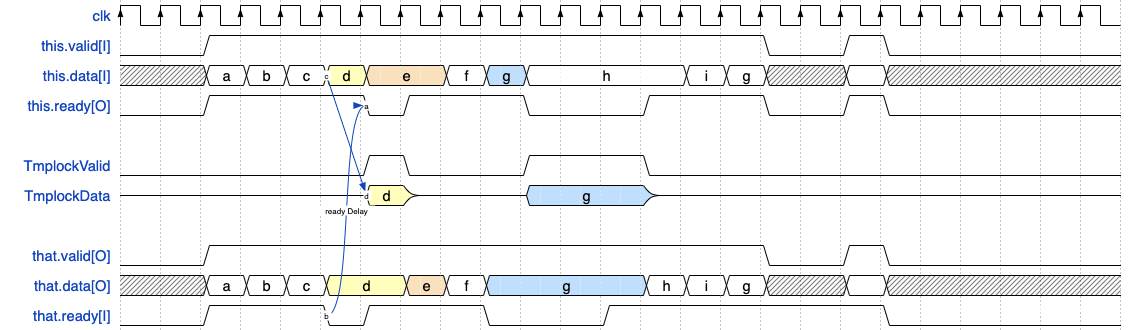 clk
this.valid[I]
this.data[I] a b c c d e f g h i g
this.ready[O] a
TmplockValid
TmplockData d d g
ready Delay
that.valid[O]
that.data[O] a b c d e f g h i g
that.ready[I] b